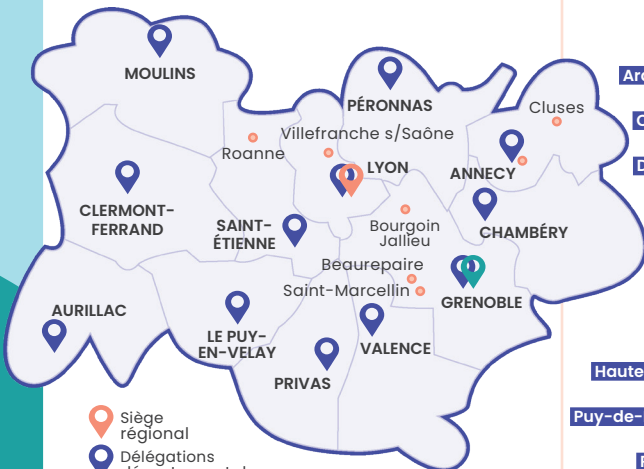 MOULINS
PÉRONNAS
Cluses
Villefranche s/Saône
Roanne
LYON
ANNECY
CLERMONT-
FERRAND
SAINT-
ÉTIENNE
Bourgoin
Jallieu
CHAMBÉRY
Beaurepaire
Saint-Marcellin
GRENOBLE
AURILLAC
LE PUY-
EN-VELAY
VALENCE
PRIVAS
Siège
régional
Délégations
Haute
Puy-de-